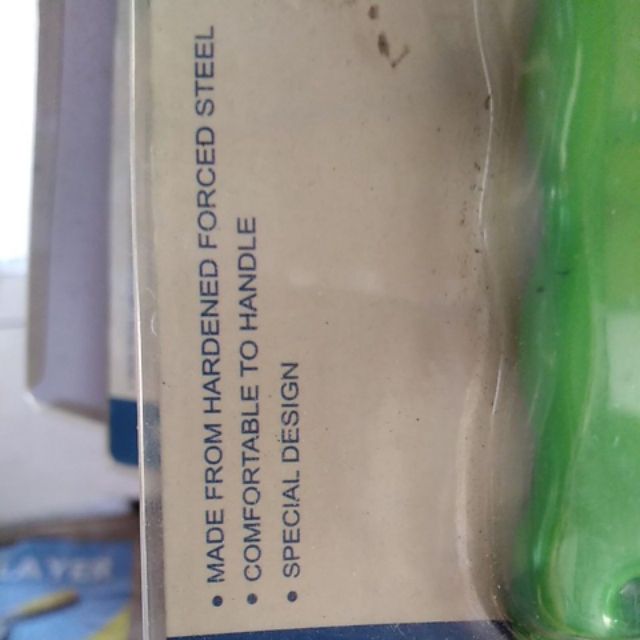 • MADE FROM HARDENED FORCED STEEL
• COMFORTABLE TO HANDLE
• SPECIAL DESIGN